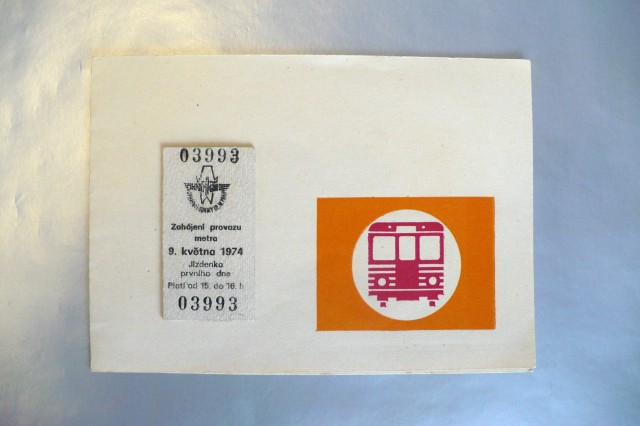 03993
Zahájení provozu
metra
9. května 1974
Jízdenka
prvního dne
Platí od 15. do 16. h
03993